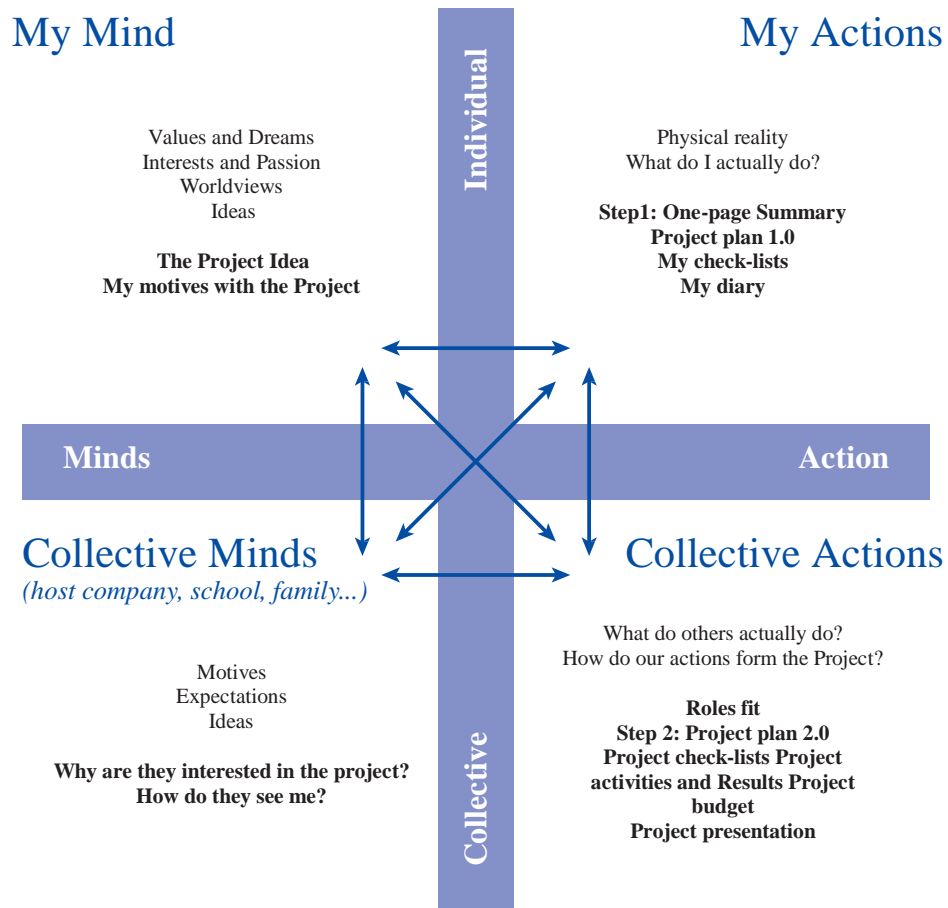 My Mind
My Actions
Individual
Values and Dreams
Interests and Passion
Worldviews
Ideas
The Project Idea
My motives with the Project
Physical reality
What do I actually do?
Step1: One-page Summary
Project plan 1.0
My check-lists
My diary
Minds
Action
Collective Minds
(host company, school, family...)
Motives
Expectations
Ideas
Why are they interested in the project?
How do they see me?
Collective
Collective Actions
What do others actually do?
How do our actions form the Project?
Roles fit
Step 2: Project plan 2.0
Project check-lists Project
activities and Results Project
budget
Project presentation